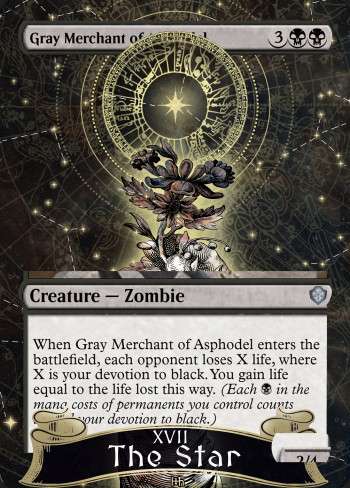 Gray Merchant of
3
Creature — Zombie
When Gray Merchant of Asphodel enters the
battlefield, each opponent loses X life, where
X is your devotion to black. You gain life
equal to the life lost this way. (Each in the
mana costs of permanents you control counts
your devotion to black.)
XVII
2/4
The Star